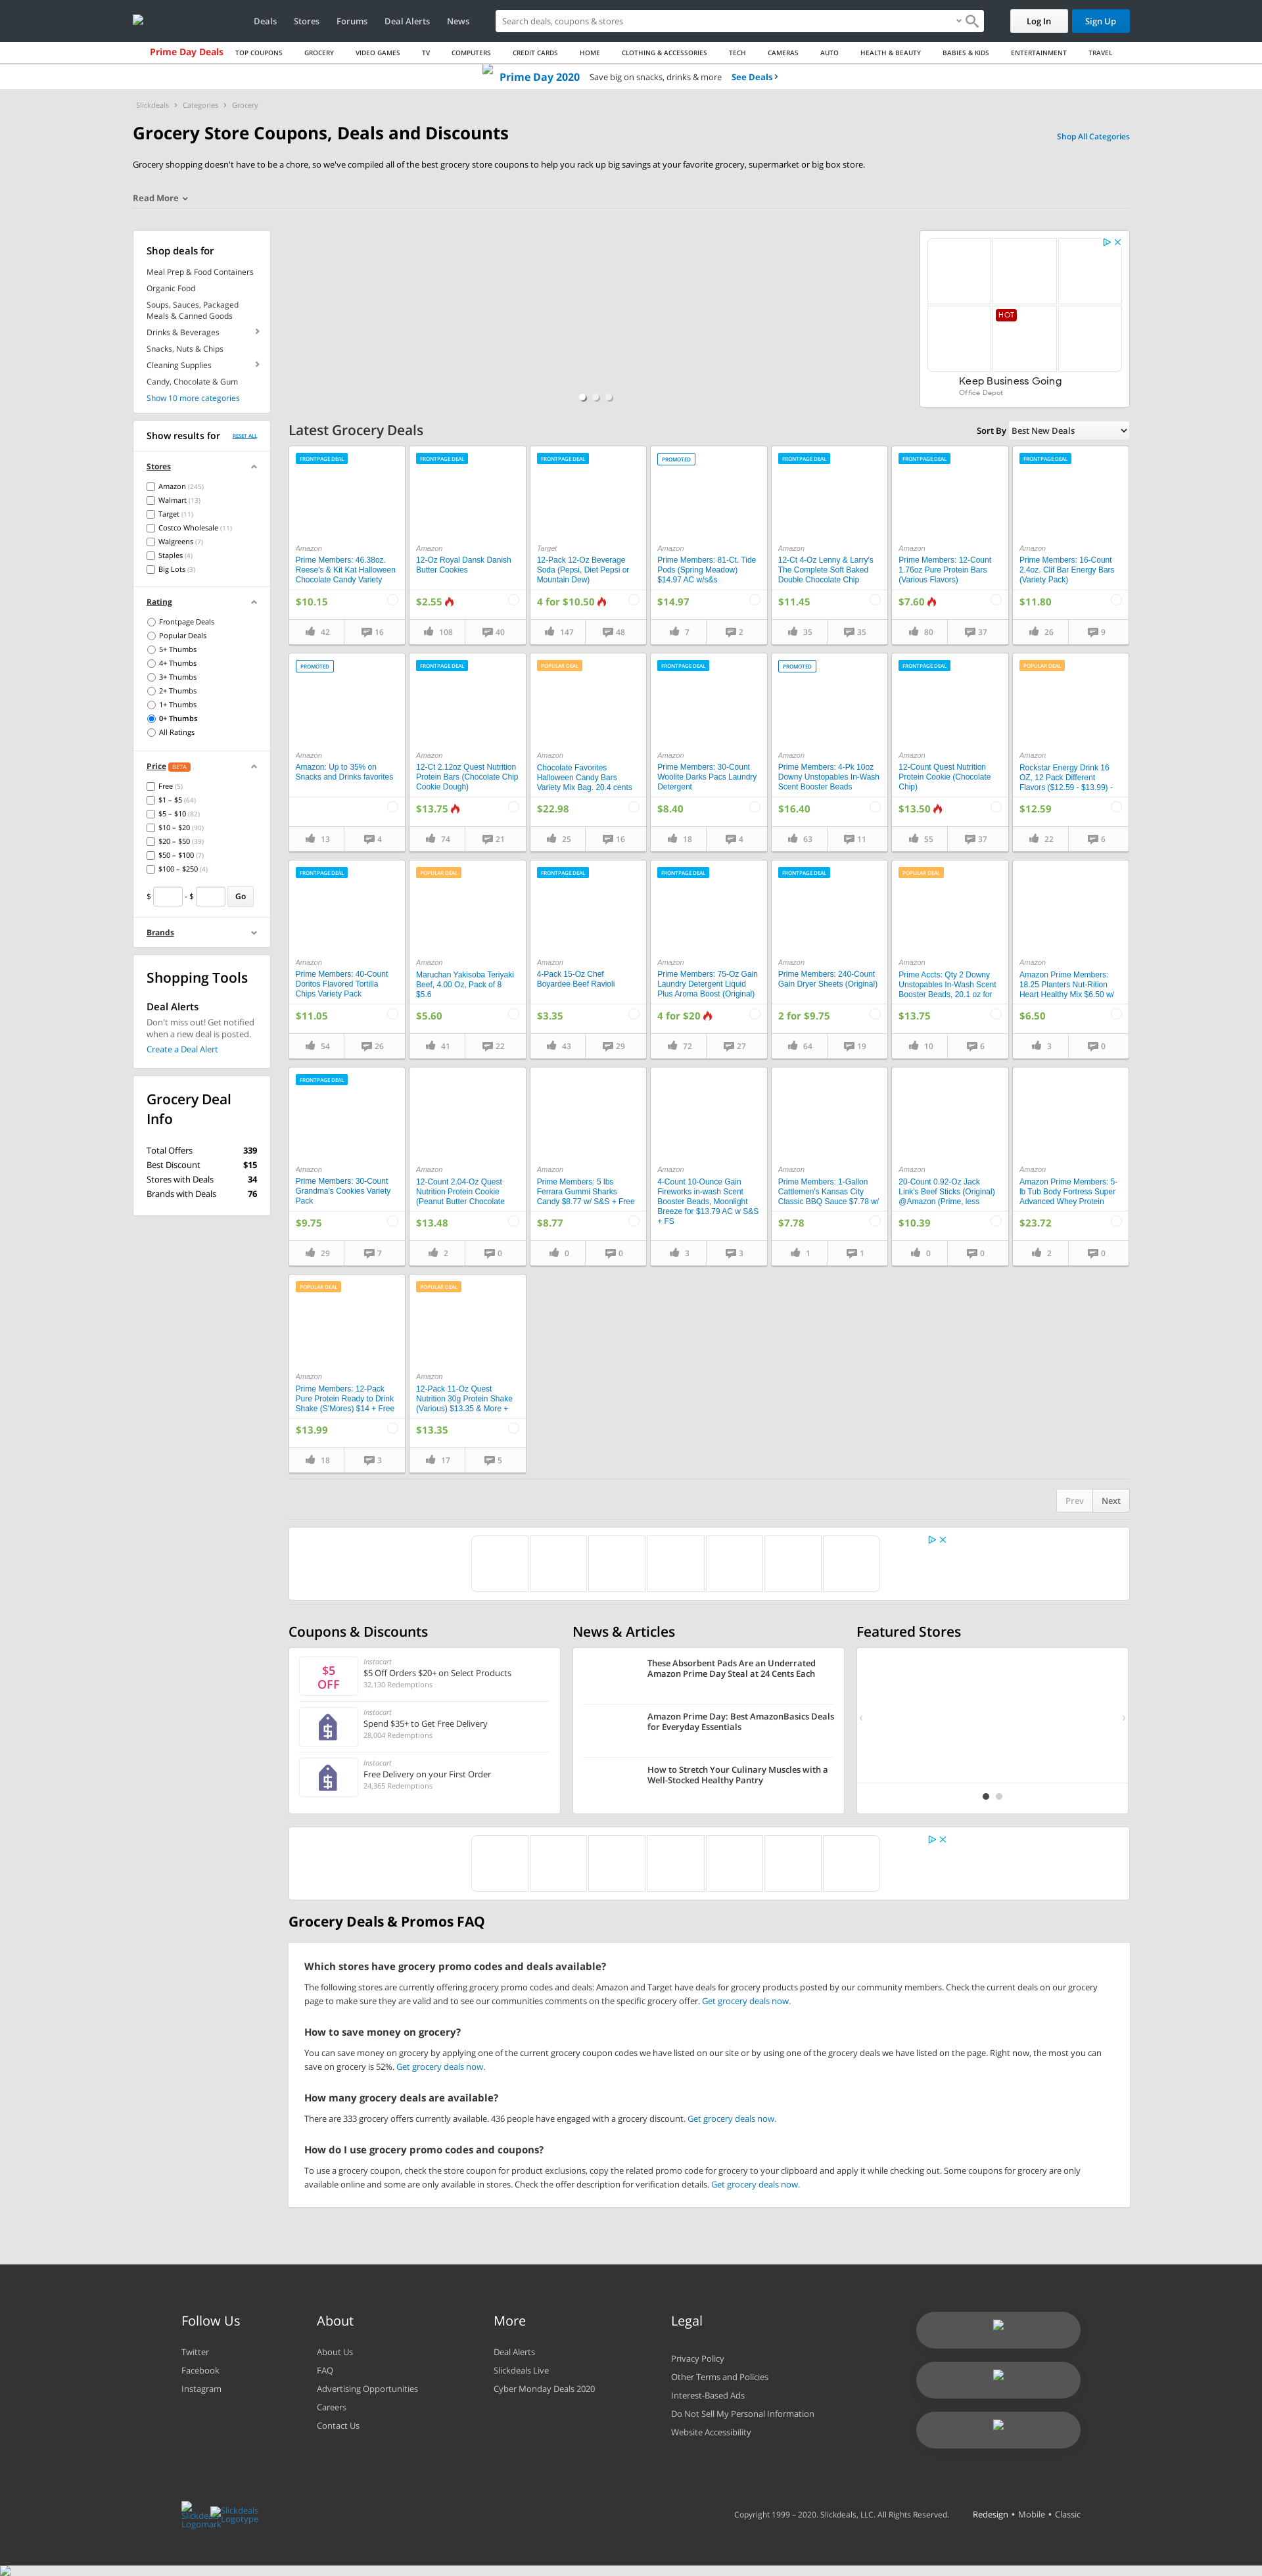 Deals Stores Forums Deal Alerts News Search deals, coupons & stores Log In Sign Up
Prime Day Deals TOP COUPONS GROCERY VIDEO GAMES TV COMPUTERS CREDIT CARDS HOME CLOTHING & ACCESSORIES TECH CAMERAS AUTO HEALTH & BEAUTY BABIES & KIDS ENTERTAINMENT TRAVEL
Prime Day 2020 Save big on snacks, drinks & more See Deals ›
Slickdeals › Categories › Grocery
Grocery Store Coupons, Deals and Discounts
Shop All Categories
Grocery shopping doesn't have to be a chore, so we've compiled all of the best grocery store coupons to help you rack up big savings at your favorite grocery, supermarket or big box store.
Read More
Shop deals for
Meal Prep & Food Containers
Organic Food
Soups, Sauces, Packaged
Meals & Canned Goods
Drinks & Beverages
Snacks, Nuts & Chips
Cleaning Supplies
Candy, Chocolate & Gum
Show 10 more categories
HOT
Keep Business Going
Office Depot
Show results for RESET ALL
Stores
Amazon (245)
Walmart (13)
Target (11)
Costco Wholesale (11)
Walgreens (7)
Staples (4)
Big Lots (3)
Rating
Frontpage Deals
Popular Deals
5+ Thumbs
4+ Thumbs
3+ Thumbs
2+ Thumbs
1+ Thumbs
0+ Thumbs
All Ratings
Price BETA
Free (5)
$1 – $5 (64)
$5 – $10 (82)
$10 – $20 (90)
$20 – $50 (39)
$50 – $100 (7)
$100 – $250 (4)
$ - $ Go
Brands
Shopping Tools
Deal Alerts
Don't miss out! Get notified
when a new deal is posted.
Create a Deal Alert
Grocery Deal
Info
Total Offers 339
Best Discount $15
Stores with Deals 34
Brands with Deals 76
Latest Grocery Deals
Sort By Best New Deals
FRONTPAGE DEAL
Amazon
Prime Members: 46.38oz.
Reese's & Kit Kat Halloween
Chocolate Candy Variety
$10.15
42 16
FRONTPAGE DEAL
Amazon
12-Oz Royal Dansk Danish
Butter Cookies
$2.55
108 40
FRONTPAGE DEAL
Target
12-Pack 12-Oz Beverage
Soda (Pepsi, Diet Pepsi or
Mountain Dew)
4 for $10.50
147 48
PROMOTED
Amazon
Prime Members: 81-Ct. Tide
Pods (Spring Meadow)
$14.97 AC w/s&s
$14.97
7 2
FRONTPAGE DEAL
Amazon
12-Ct 4-Oz Lenny & Larry's
The Complete Soft Baked
Double Chocolate Chip
$11.45
35 35
FRONTPAGE DEAL
Amazon
Prime Members: 12-Count
1.76oz Pure Protein Bars
(Various Flavors)
$7.60
80 37
FRONTPAGE DEAL
Amazon
Prime Members: 16-Count
2.4oz. Clif Bar Energy Bars
(Variety Pack)
$11.80
26 9
PROMOTED
Amazon
Amazon: Up to 35% on
Snacks and Drinks favorites
13 4
FRONTPAGE DEAL
Amazon
12-Ct 2.12oz Quest Nutrition
Protein Bars (Chocolate Chip
Cookie Dough)
$13.75
74 21
POPULAR DEAL
Amazon
Chocolate Favorites
Halloween Candy Bars
Variety Mix Bag. 20.4 cents
$22.98
25 16
FRONTPAGE DEAL
Amazon
Prime Members: 30-Count
Woolite Darks Pacs Laundry
Detergent
$8.40
18 4
PROMOTED
Amazon
Prime Members: 4-Pk 10oz
Downy Unstopables In-Wash
Scent Booster Beads
$16.40
63 11
FRONTPAGE DEAL
Amazon
12-Count Quest Nutrition
Protein Cookie (Chocolate
Chip)
$13.50
55 37
POPULAR DEAL
Amazon
Rockstar Energy Drink 16
OZ, 12 Pack Different
Flavors ($12.59 - $13.99) -
$12.59
22 6
FRONTPAGE DEAL
Amazon
Prime Members: 40-Count
Doritos Flavored Tortilla
Chips Variety Pack
$11.05
54 26
POPULAR DEAL
Amazon
Maruchan Yakisoba Teriyaki
Beef, 4.00 Oz, Pack of 8
$5.6
$5.60
41 22
FRONTPAGE DEAL
Amazon
4-Pack 15-Oz Chef
Boyardee Beef Ravioli
$3.35
43 29
FRONTPAGE DEAL
Amazon
Prime Members: 75-Oz Gain
Laundry Detergent Liquid
Plus Aroma Boost (Original)
4 for $20
72 27
FRONTPAGE DEAL
Amazon
Prime Members: 240-Count
Gain Dryer Sheets (Original)
2 for $9.75
64 19
POPULAR DEAL
Amazon
Prime Accts: Qty 2 Downy
Unstopables In-Wash Scent
Booster Beads, 20.1 oz for
$13.75
10 6
Amazon
Amazon Prime Members:
18.25 Planters Nut-Rition
Heart Healthy Mix $6.50 w/
$6.50
3 0
FRONTPAGE DEAL
Amazon
Prime Members: 30-Count
Grandma's Cookies Variety
Pack
$9.75
29 7
Amazon
12-Count 2.04-Oz Quest
Nutrition Protein Cookie
(Peanut Butter Chocolate
$13.48
2 0
Amazon
Prime Members: 5 lbs
Ferrara Gummi Sharks
Candy $8.77 w/ S&S + Free
$8.77
0 0
Amazon
4-Count 10-Ounce Gain
Fireworks in-wash Scent
Booster Beads, Moonlight
Breeze for $13.79 AC w S&S
+ FS
3 3
Amazon
Prime Members: 1-Gallon
Cattlemen's Kansas City
Classic BBQ Sauce $7.78 w/
$7.78
1 1
Amazon
20-Count 0.92-Oz Jack
Link's Beef Sticks (Original)
@Amazon (Prime, less
$10.39
0 0
Amazon
Amazon Prime Members: 5-
lb Tub Body Fortress Super
Advanced Whey Protein
$23.72
2 0
POPULAR DEAL
Amazon
Prime Members: 12-Pack
Pure Protein Ready to Drink
Shake (S'Mores) $14 + Free
$13.99
18 3
POPULAR DEAL
Amazon
12-Pack 11-Oz Quest
Nutrition 30g Protein Shake
(Various) $13.35 & More +
$13.35
17 5
Prev Next
Coupons & Discounts
$5
OFF
Instacart
$5 Off Orders $20+ on Select Products
32,130 Redemptions
Instacart
Spend $35+ to Get Free Delivery
28,004 Redemptions
Instacart
Free Delivery on your First Order
24,365 Redemptions
News & Articles
These Absorbent Pads Are an Underrated
Amazon Prime Day Steal at 24 Cents Each
Amazon Prime Day: Best AmazonBasics Deals
for Everyday Essentials
How to Stretch Your Culinary Muscles with a
Well-Stocked Healthy Pantry
Featured Stores
Grocery Deals & Promos FAQ
Which stores have grocery promo codes and deals available?
The following stores are currently offering grocery promo codes and deals: Amazon and Target have deals for grocery products posted by our community members. Check the current deals on our grocery
page to make sure they are valid and to see our communities comments on the specific grocery offer. Get grocery deals now.
How to save money on grocery?
You can save money on grocery by applying one of the current grocery coupon codes we have listed on our site or by using one of the grocery deals we have listed on the page. Right now, the most you can
save on grocery is 52%. Get grocery deals now.
How many grocery deals are available?
There are 333 grocery offers currently available. 436 people have engaged with a grocery discount. Get grocery deals now.
How do I use grocery promo codes and coupons?
To use a grocery coupon, check the store coupon for product exclusions, copy the related promo code for grocery to your clipboard and apply it while checking out. Some coupons for grocery are only
available online and some are only available in stores. Check the offer description for verification details. Get grocery deals now.
Follow Us
Twitter
Facebook
Instagram
About
About Us
FAQ
Advertising Opportunities
Careers
Contact Us
More
Deal Alerts
Slickdeals Live
Cyber Monday Deals 2020
Legal
Privacy Policy
Other Terms and Policies
Interest-Based Ads
Do Not Sell My Personal Information
Website Accessibility
Slickdeals
Logomark
Slickdeals
Logotype
Copyright 1999 – 2020. Slickdeals, LLC. All Rights Reserved. Redesign • Mobile • Classic